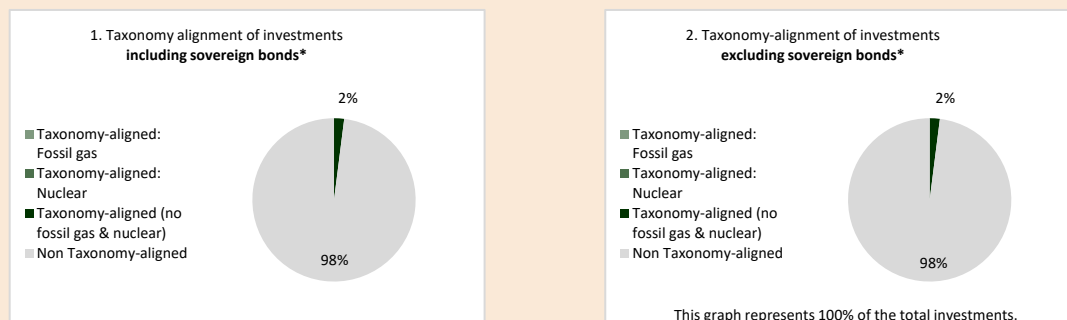 1. Taxonomy alignment of investments
including sovereign bonds*
2%
Taxonomy-aligned:
Fossil gas
Taxonomy-aligned:
Nuclear
Taxonomy-aligned (no
fossil gas & nuclear)
Non Taxonomy-aligned
98%
2. Taxonomy-alignment of investments
excluding sovereign bonds*
2%
Taxonomy-aligned:
Fossil gas
Taxonomy-aligned:
Nuclear
Taxonomy-aligned (no
fossil gas & nuclear)
Non Taxonomy-aligned
98%
This graph represents 100% of the total investments.